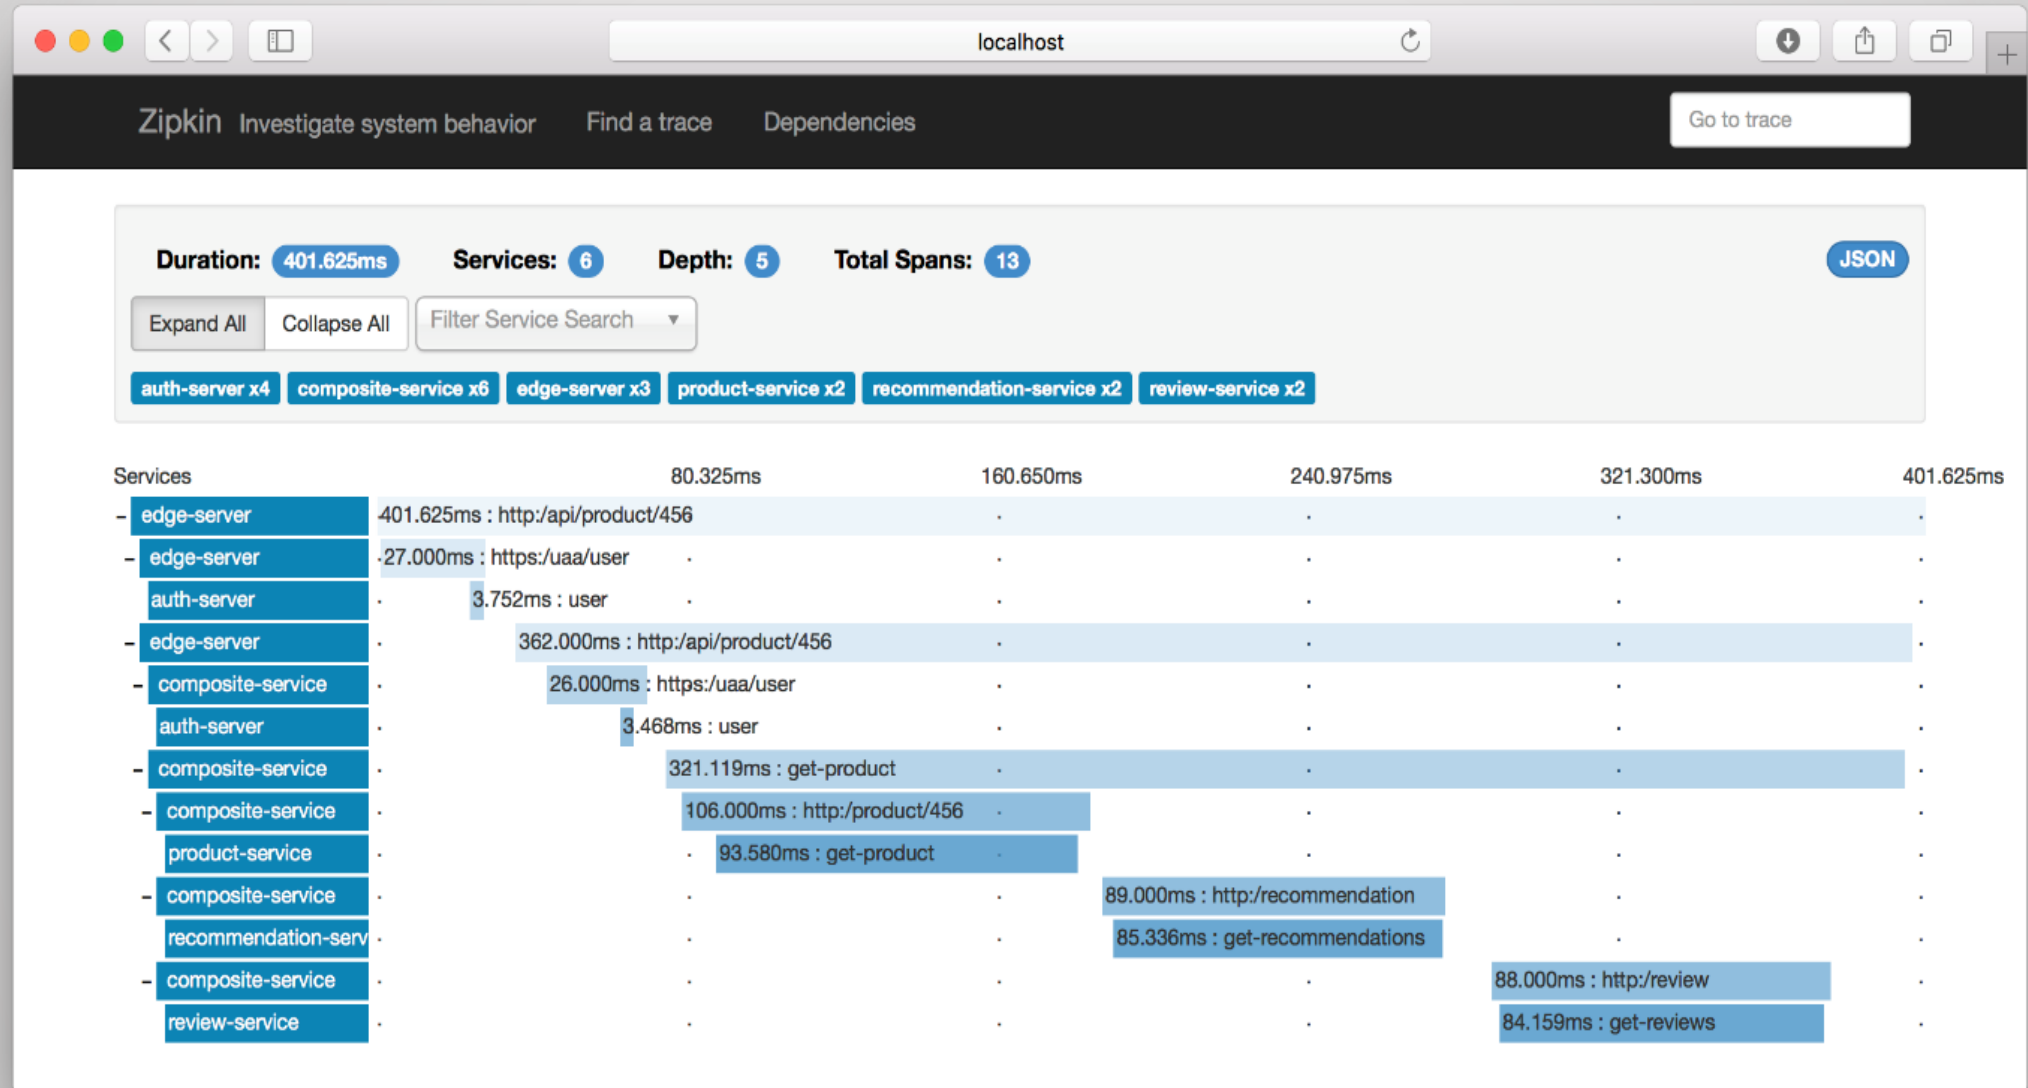 localhost
Zipkin Investigate system behavior Find a trace Dependencies Go to trace
Duration: 401.625ms Services: 6 Depth: 5 Total Spans: 13 JSON
Expand All Collapse All Filter Service Search
auth-server x4 composite-service x6 edge-server x3 product-service x2 recommendation-service x2 review-service x2
Services 80.325ms 160.650ms 240.975ms 321.300ms 401.625ms
- edge-server 401.625ms : http:/api/product/456
- edge-server 27.000ms : https:/uaa/user
auth-server 3.752ms : user
- edge-server 362.000ms : http:/api/product/456
- composite-service 26.000ms : https:/uaa/user
auth-server 3.468ms : user
- composite-service 321.119ms : get-product
- composite-service 106.000ms : http:/product/456
product-service 93.580ms : get-product
- composite-service 89.000ms : http:/recommendation
recommendation-serv 85.336ms : get-recommendations
- composite-service 88.000ms : http:/review
review-service 84.159ms : get-reviews